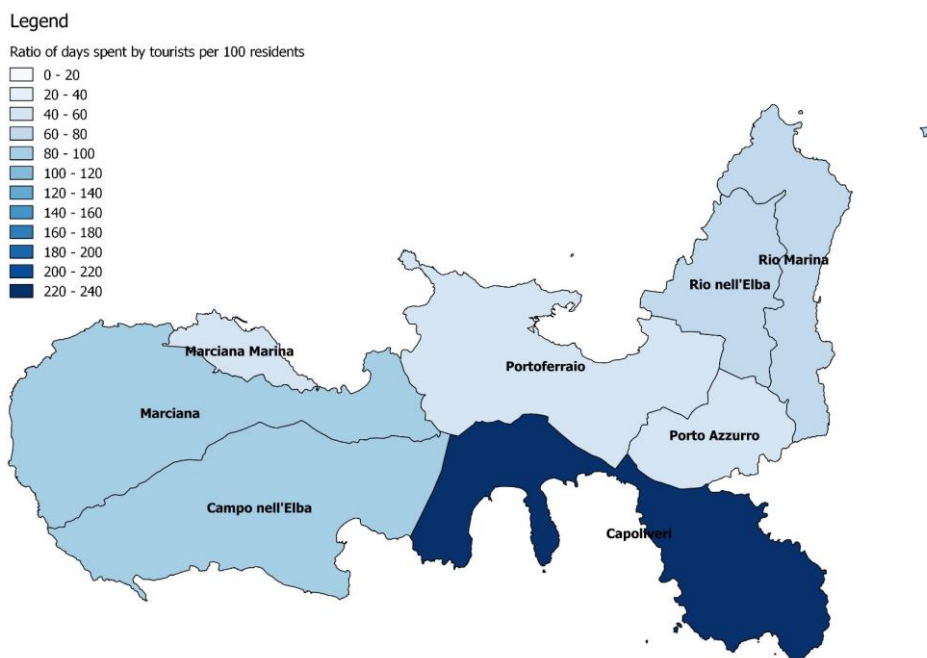 Legend
Ratio of days spent by tourists per 100 residents
0 - 20
20 - 40
40 - 60
60 - 80
80 - 100
100 - 120
120 - 140
140 - 160
160 - 180
180 - 200
200 - 220
220 - 240
Rio Marina
Rio nell'Elba
Marciana Marina
Portoferraio
Marciana
Porto Azzurro
Campo nell'Elba
Capoliveri